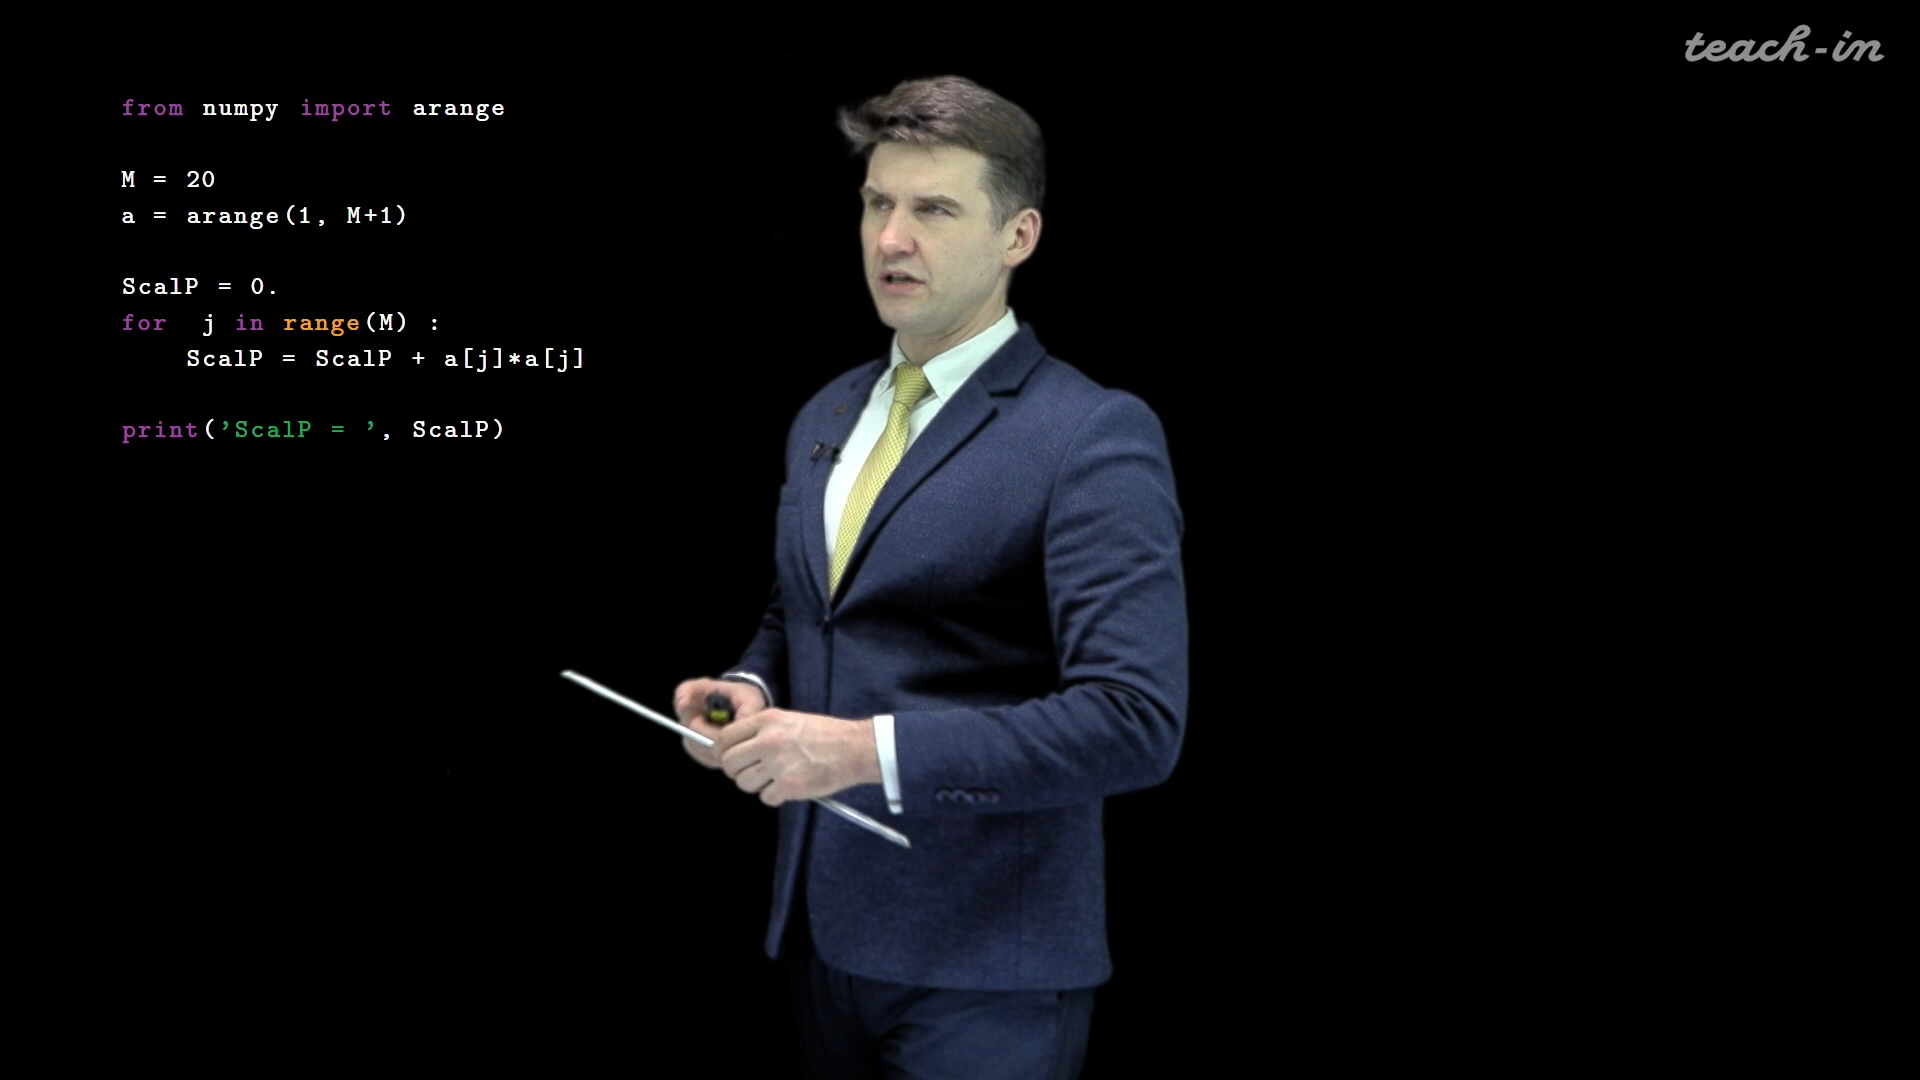 teach-in
from numpy import arange
M = 20
a = arange(1, M+1)
ScalP = 0.
for  j in range(M) :
    ScalP = ScalP + a[j]*a[j]
print('ScalP = ', ScalP)